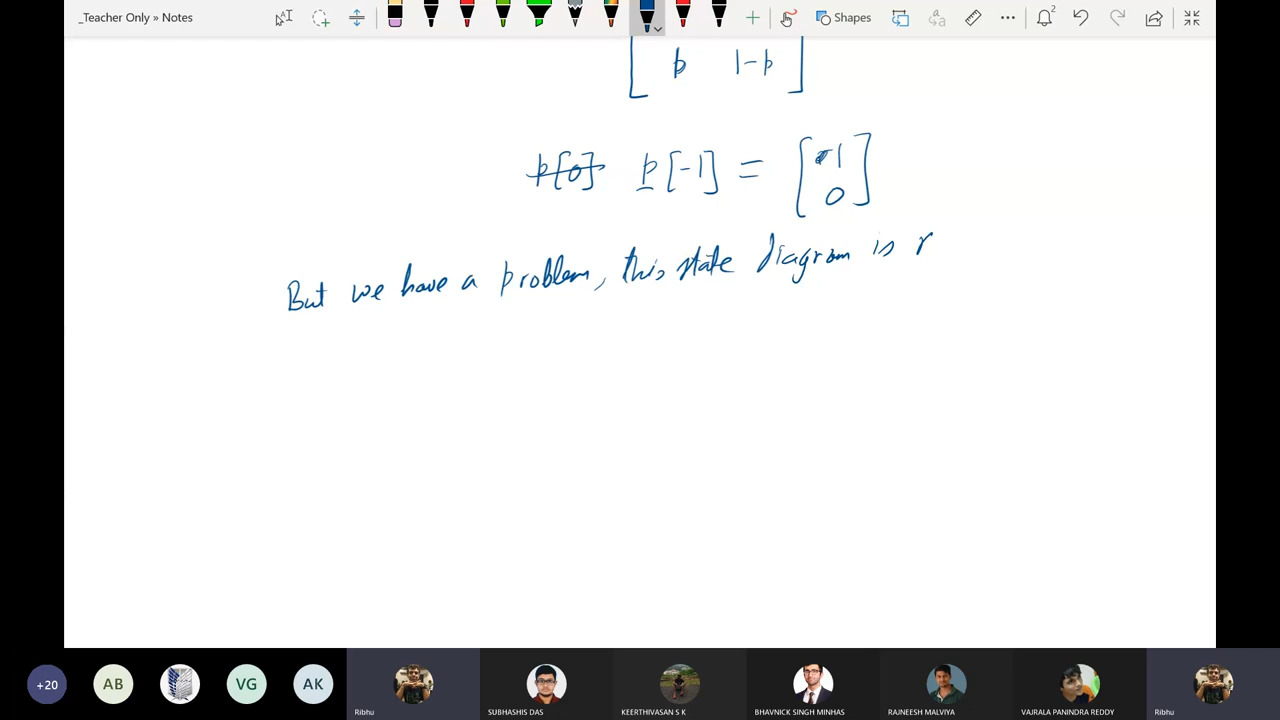 _Teacher Only » Notes
Shapes
2
p 1-p
p[0] p[-1] = [1
0]
But we have a problem, this state diagram is r
+20
AB
VG
AK
Ribhu
SUBHASHIS DAS
KEERTHIVASAN S K
BHAVNICK SINGH MINHAS
RAJNEESH MALVIYA
VAJRALA PANINDRA REDDY
Ribhu